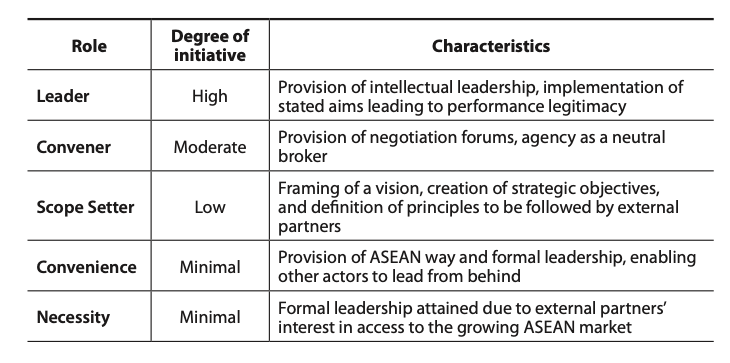 Role
Degree of
initiative
Characteristics
Leader
High
Provision of intellectual leadership, implementation of
stated aims leading to performance legitimacy
Convener
Moderate
Provision of negotiation forums, agency as a neutral
broker
Scope Setter
Low
Framing of a vision, creation of strategic objectives,
and definition of principles to be followed by external
partners
Convenience
Minimal
Provision of ASEAN way and formal leadership, enabling
other actors to lead from behind
Necessity
Minimal
Formal leadership attained due to external partners’
interest in access to the growing ASEAN market